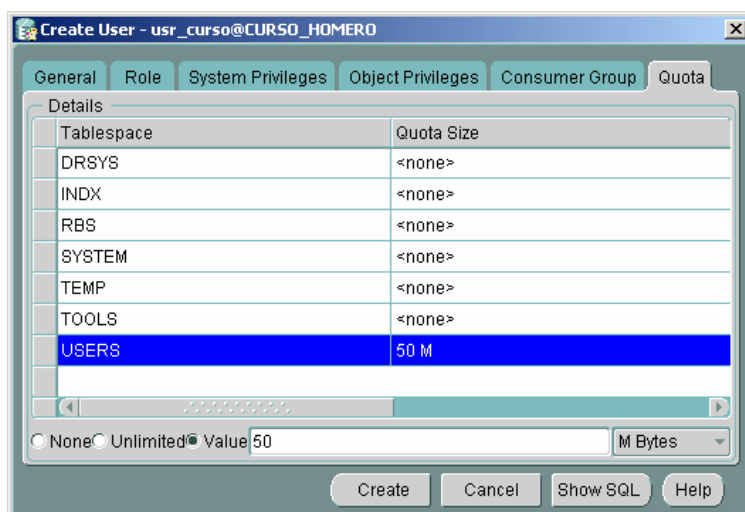 Create User - usr_curso@CURSO_HOMERO
General Role System Privileges Object Privileges Consumer Group Quota
Details
Tablespace Quota Size
DRSYS <none>
INDX <none>
RBS <none>
SYSTEM <none>
TEMP <none>
TOOLS <none>
USERS 50 M
None Unlimited Value 50 M Bytes
Create Cancel Show SQL Help